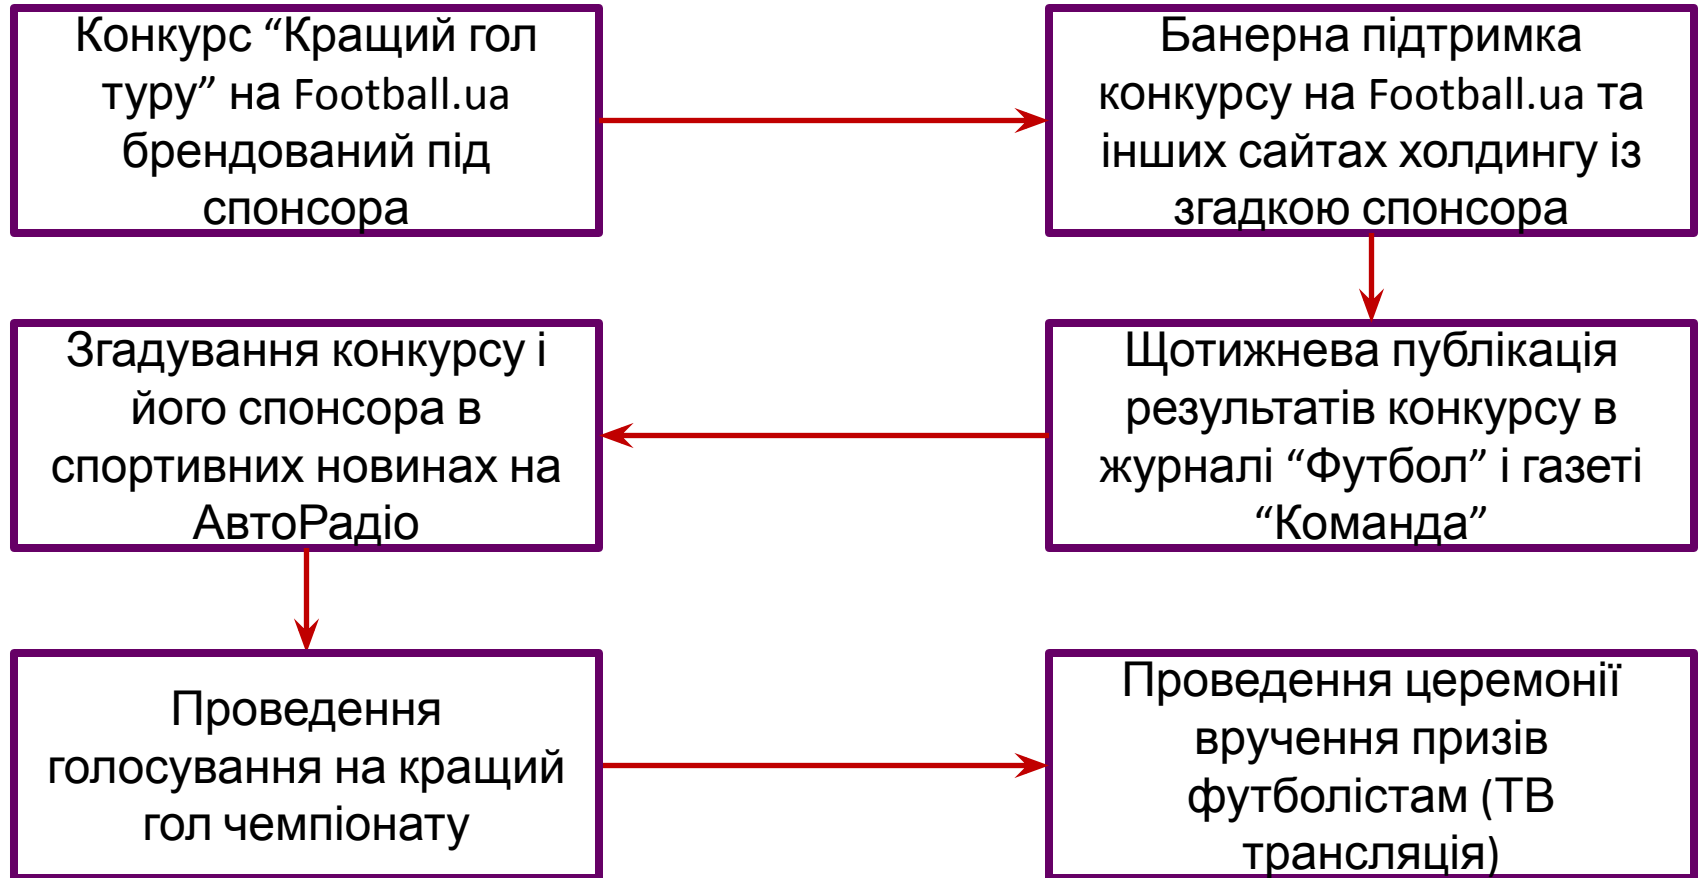 Конкурс “Кращий гол
туру” на Football.ua
брендований під
спонсора
Банерна підтримка
конкурсу на Football.ua та
інших сайтах холдингу із
згадкою спонсора
Щотижнева публікація
результатів конкурсу в
журналі “Футбол” і газеті
“Команда”
Згадування конкурсу і
його спонсора в
спортивних новинах на
АвтоРадіо
Проведення
голосування на кращий
гол чемпіонату
Проведення церемонії
вручення призів
футболістам (ТВ
трансляція)